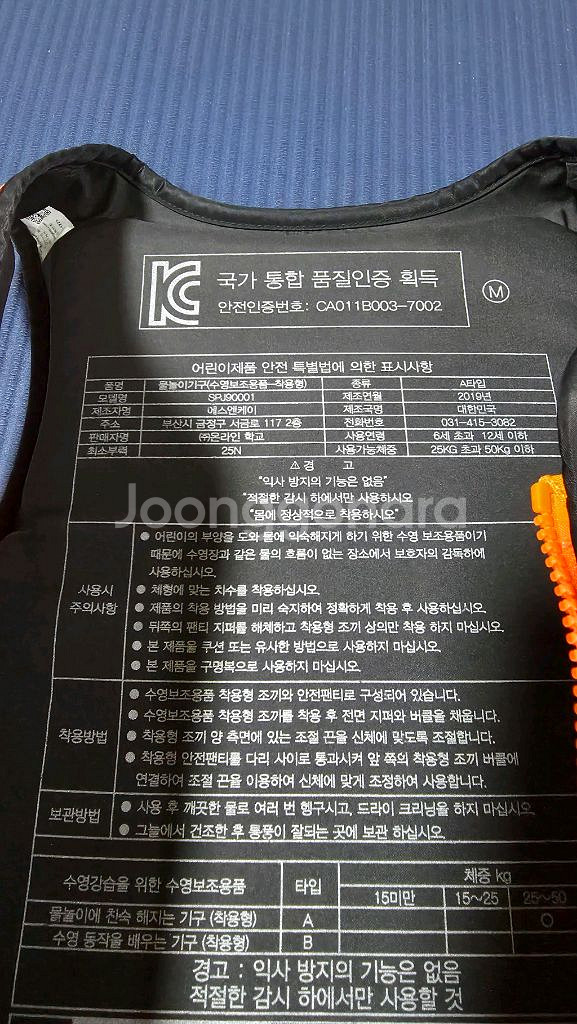 KC 국가 통합 품질인증 획득
안전인증번호: CA011B003-7002
M
어린이제품 안전 특별법에 의한 표시사항
품명 물놀이기구(수영보조용품-착용형) 종류 A타입
모델명 SPJ90001 제조연월 2019년
제조자명 에스엔케이 제조국명 대한민국
주소 부산시 금정구 서금로 117 2층 전화번호 031-415-3082
판매자명 ㈜온라인 학교 사용연령 6세 초과 12세 이하
최소부력 25N 사용가능체중 25KG 초과 50Kg 이하
⚠경 고
"익사 방지의 기능은 없음"
"적절한 감시 하에서만 사용하십시오
"몸에 정상적으로 착용하십시오"
Joonggonara
사용시 주의사항
● 어린이의 부양을 도와 물에 익숙해지게 하기 위한 수영 보조용품이기
때문에 수영장과 같은 물의 흐름이 없는 장소에서 보호자의 감독하에
사용하십시오.
● 체형에 맞는 치수를 착용하십시오.
● 제품의 착용 방법을 미리 숙지하여 정확하게 착용 후 사용하십시오.
● 뒤쪽의 팬티 지퍼를 해체하고 착용형 조끼 상의만 착용 하지 마십시오.
● 본 제품을 쿠션 또는 유사한 방법으로 사용하지 마십시오.
● 본 제품을 구명복으로 사용하지 마십시오.
착용방법
● 수영보조용품 착용형 조끼와 안전팬티로 구성되어 있습니다.
● 수영보조용품 착용형 조끼를 착용 후 전면 지퍼와 버클을 채웁니다.
● 착용형 조끼 양 측면에 있는 조절 끈을 신체에 맞도록 조절합니다.
● 착용형 안전팬티를 다리 사이로 통과시켜 앞 쪽의 착용형 조끼 버클에
연결하여 조절 끈을 이용하여 신체에 맞게 조정하여 사용합니다.
보관방법
● 사용 후 깨끗한 물로 여러 번 헹구시고, 드라이 크리닝을 하지 마십시오
● 그늘에서 건조한 후 통풍이 잘되는 곳에 보관 하십시오.
수영강습을 위한 수영보조용품 타입 체중 kg
15미만 15~25 25~50
물놀이에 친숙 해지는 기구 (착용형) A O
수영 동작을 배우는 기구 (착용형) B
경고 : 익사 방지의 기능은 없음
적절한 감시 하에서만 사용할 것